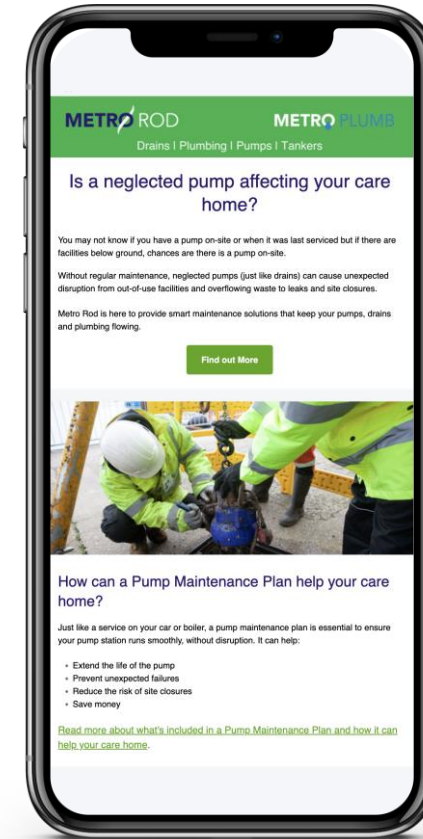 METRO ROD
METRO PLUMB
Drains | Plumbing | Pumps | Tankers
Is a neglected pump affecting your care
home?
You may not know if you have a pump on-site or when it was last serviced but if there are
facilities below ground, chances are there is a pump on-site.
Without regular maintenance, neglected pumps (just like drains) can cause unexpected
disruption from out-of-use facilities and overflowing waste to leaks and site closures.
Metro Rod is here to provide smart maintenance solutions that keep your pumps, drains
and plumbing flowing.
Find out More
How can a Pump Maintenance Plan help your care
home?
Just like a service on your car or boiler, a pump maintenance plan is essential to ensure
your pump station runs smoothly, without disruption. It can help:
• Extend the life of the pump
• Prevent unexpected failures
• Reduce the risk of site closures
• Save money
Read more about what's included in a Pump Maintenance Plan and how it can
help your care home.